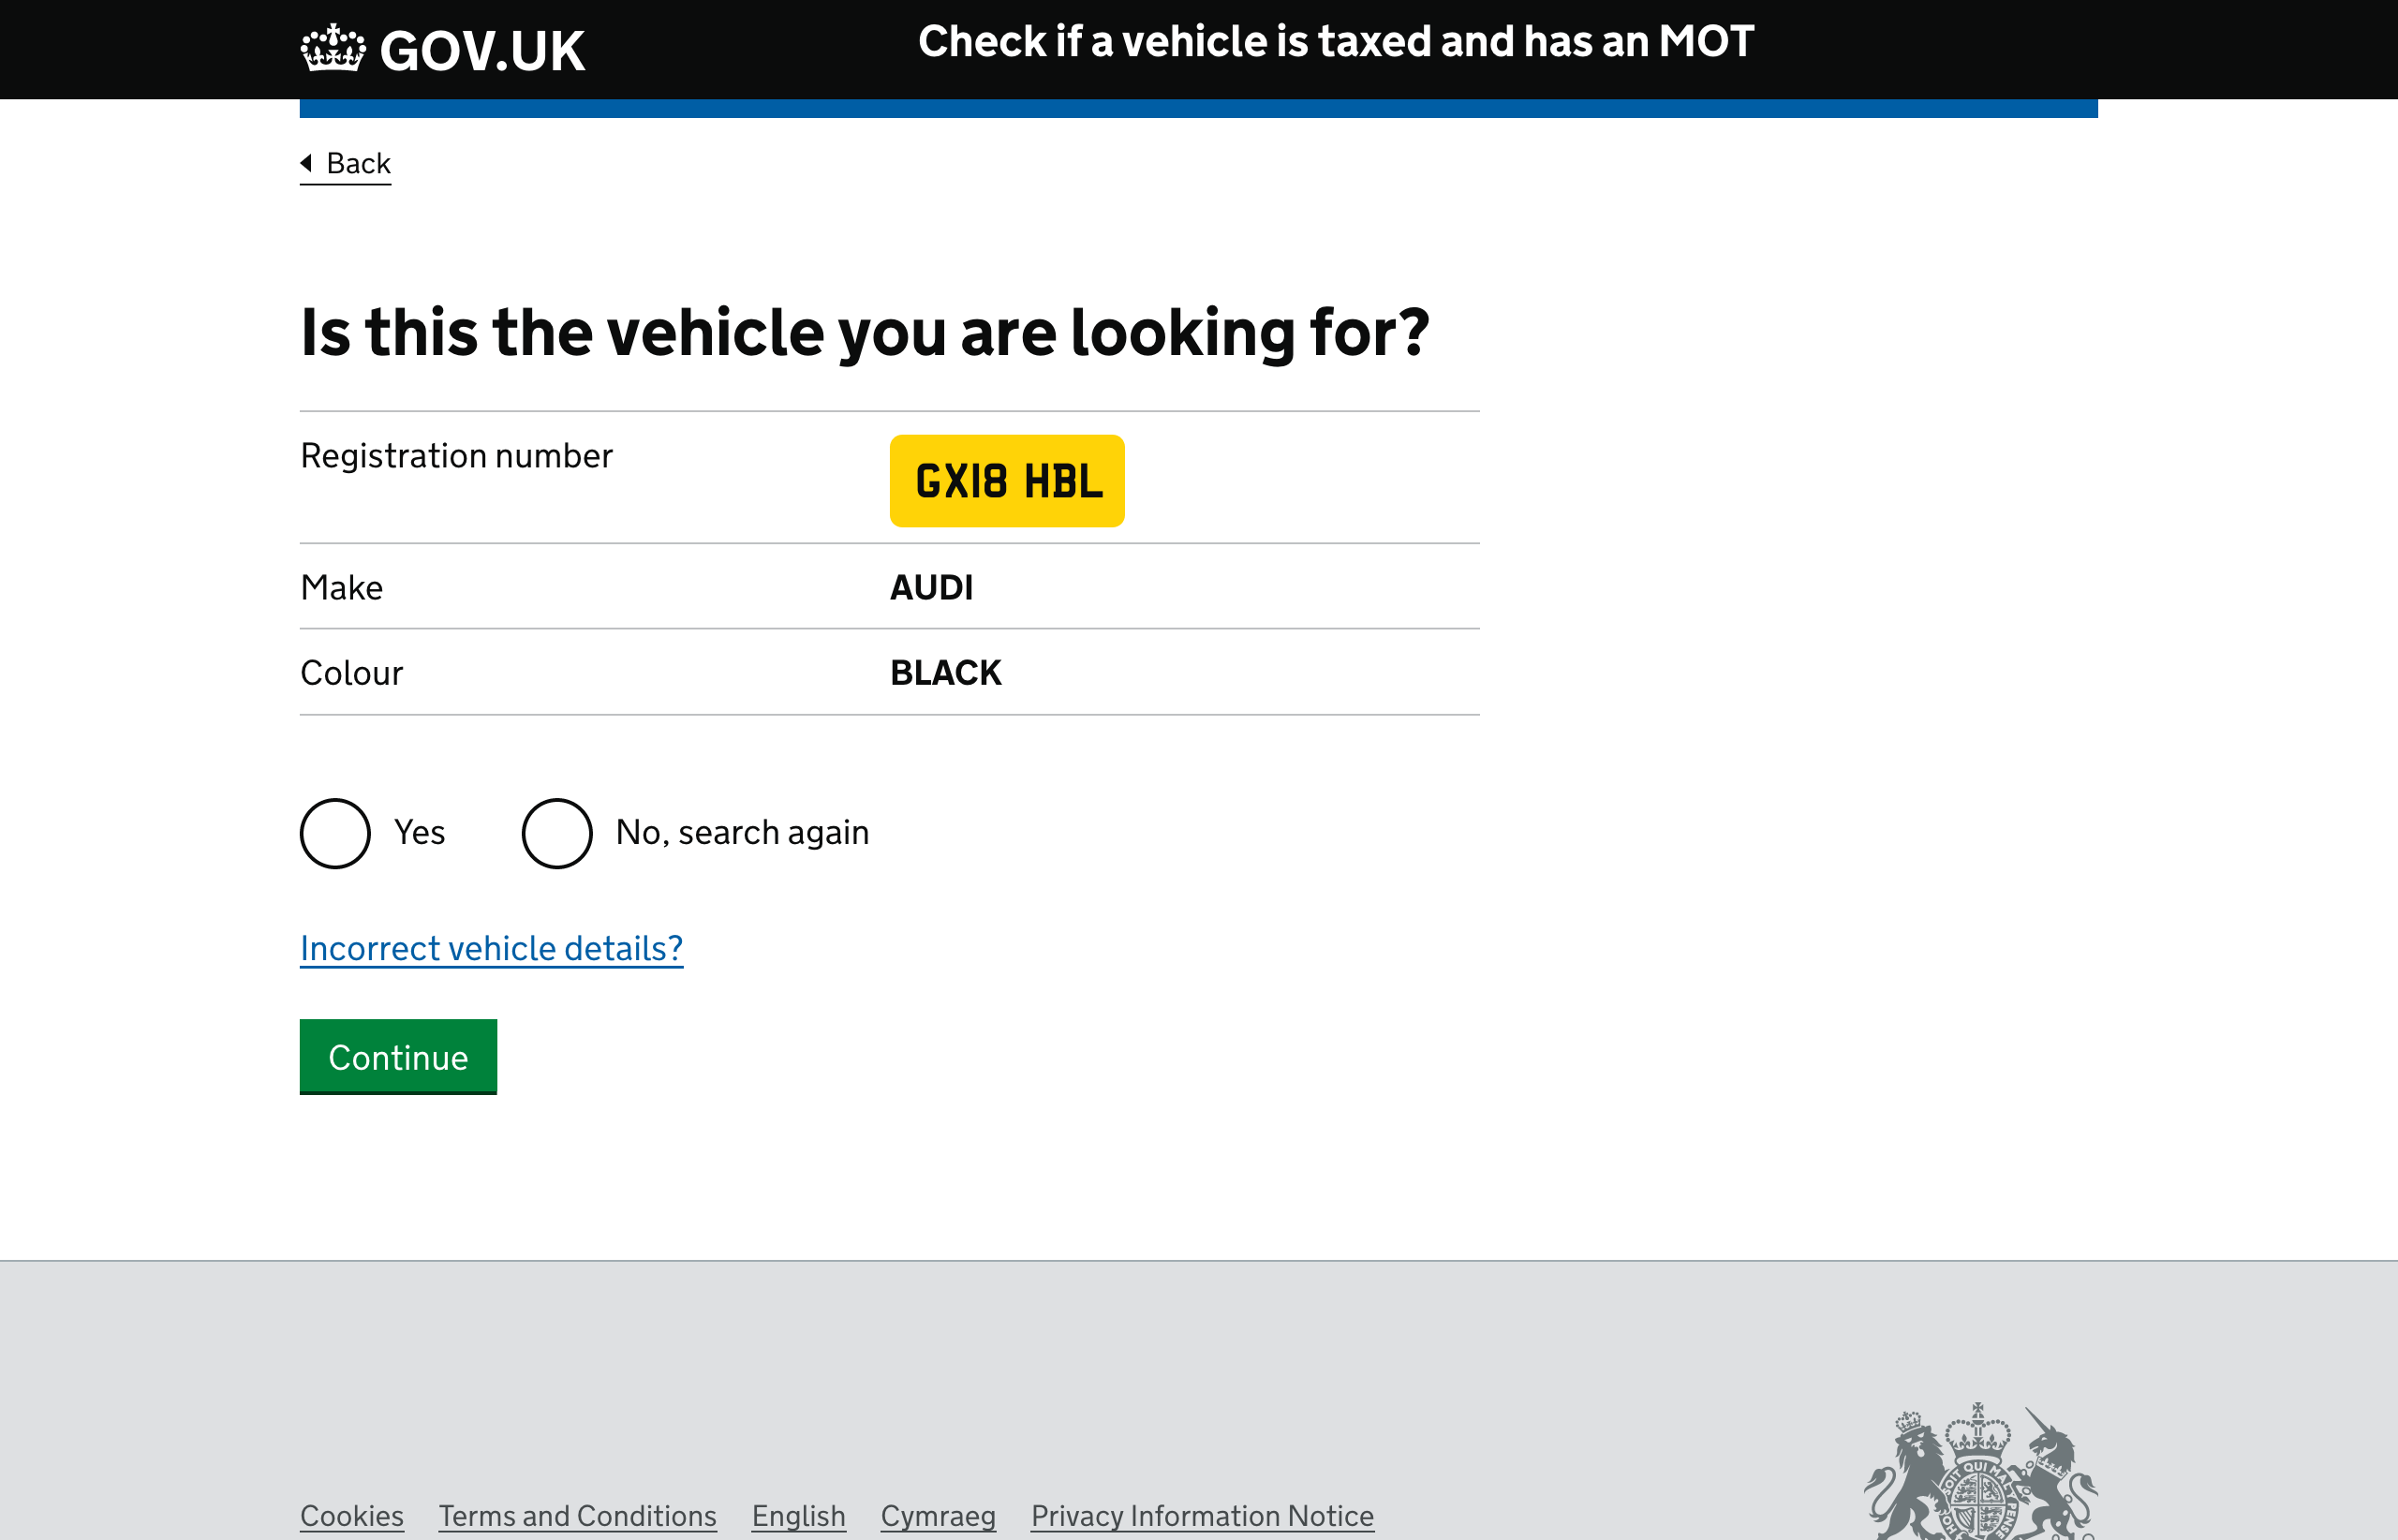 GOV.UK
Check if a vehicle is taxed and has an MOT
Back
Is this the vehicle you are looking for?
Registration number GX18 HBL
Make AUDI
Colour BLACK
Yes No, search again
Incorrect vehicle details?
Continue
Cookies Terms and Conditions English Cymraeg Privacy Information Notice